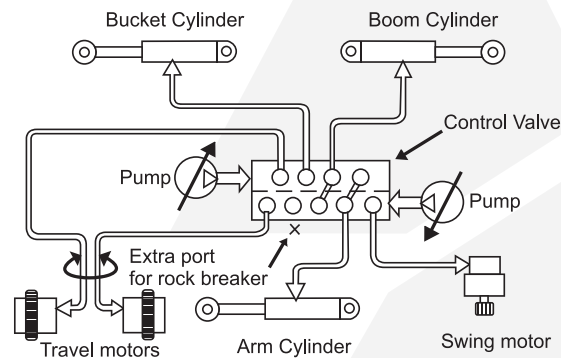 Bucket Cylinder
Boom Cylinder
Control Valve
Pump
Pump
Extra port
for rock breaker
×
Travel motors
Arm Cylinder
Swing motor